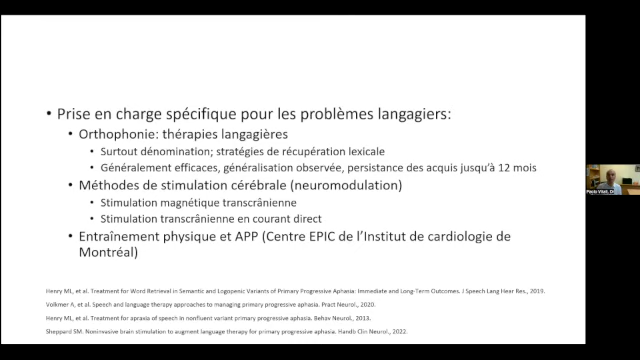 • Prise en charge spécifique pour les problèmes langagiers:
• Orthophonie: thérapies langagières
• Surtout dénomination; stratégies de récupération lexicale
• Généralement efficaces, généralisation observée, persistance des acquis jusqu'à 12 mois
• Méthodes de stimulation cérébrale (neuromodulation)
• Stimulation magnétique transcrânienne
• Stimulation transcrânienne en courant direct
• Entraînement physique et APP (Centre EPIC de l'Institut de cardiologie de
Montréal)
Henry ML, et al. Treatment for Word Retrieval in Semantic and Logopenic Variants of Primary Progressive Aphasia: Immediate and Long-Term Outcomes. J Speech Lang Hear Res., 2019.
Volkmer A, et al. Speech and language therapy approaches to managing primary progressive aphasia. Pract Neurol., 2020.
Henry ML, et al. Treatment for apraxia of speech in nonfluent variant primary progressive aphasia. Behav Neurol., 2013.
Sheppard SM. Noninvasive brain stimulation to augment language therapy for primary progressive aphasia. Handb Clin Neurol., 2022.